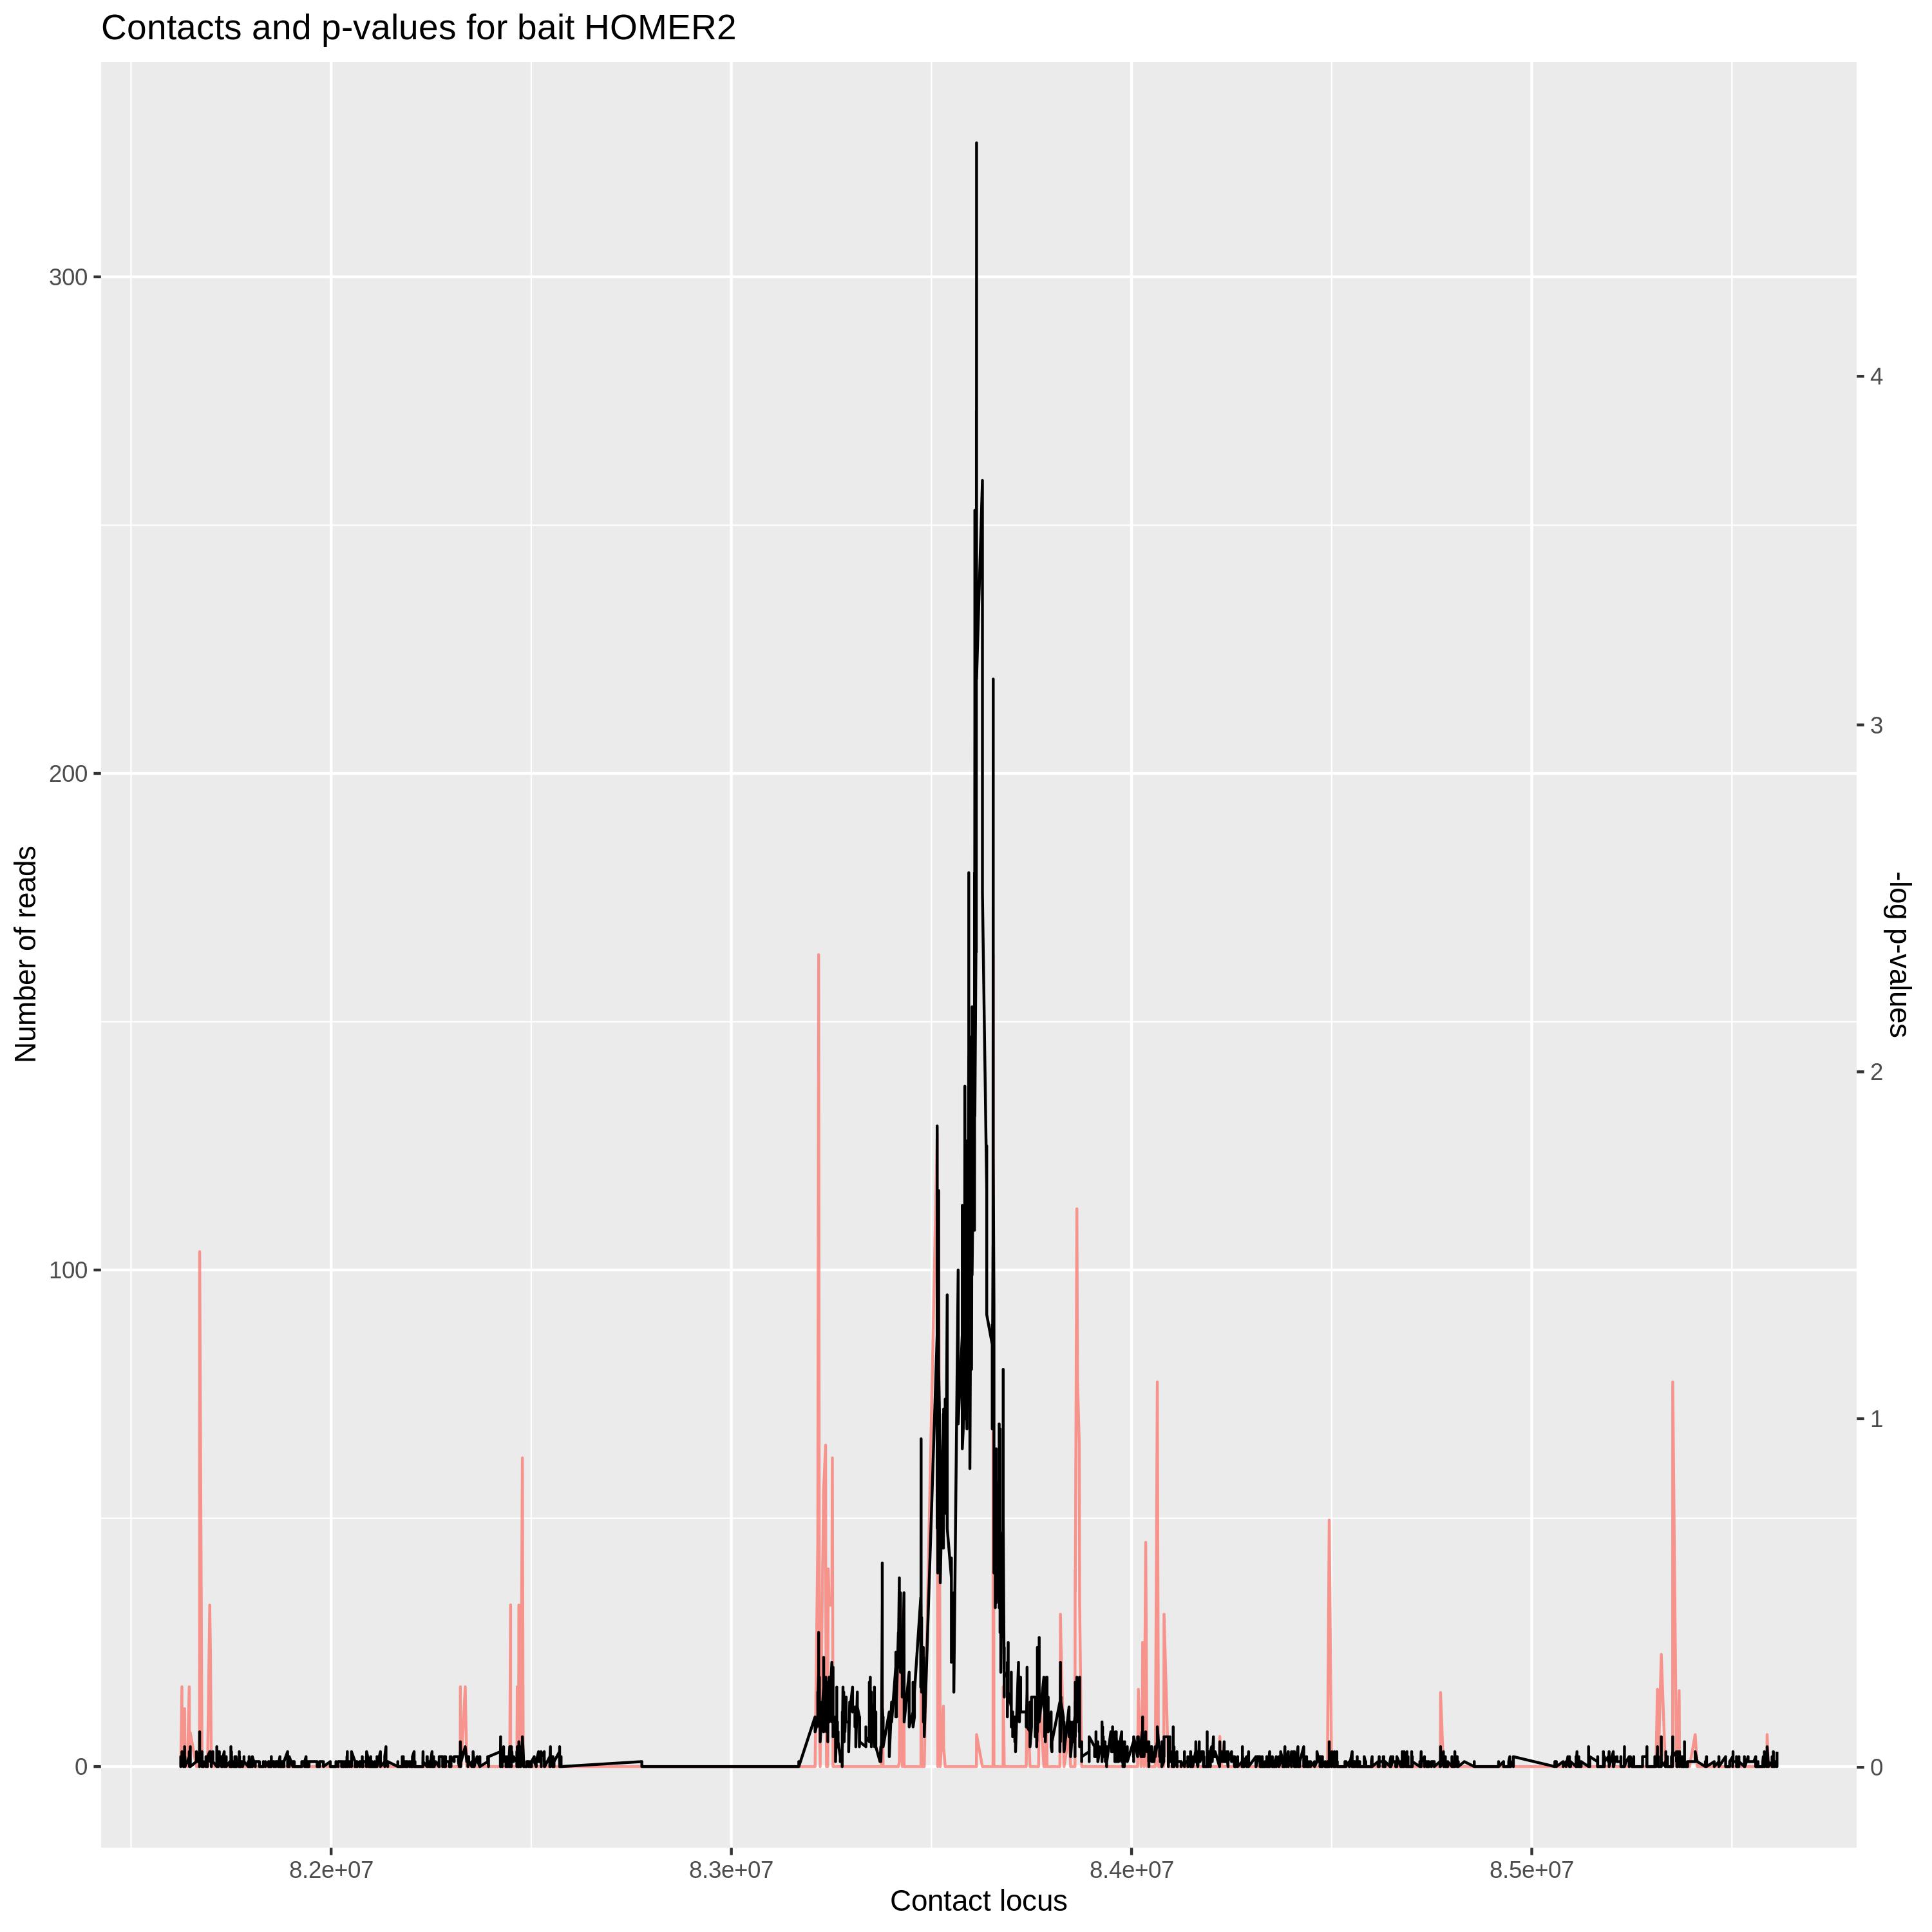 Contacts and p-values for bait HOMER2
300
200
100
0
Number of reads
4
3
2
1
0
-log p-values
8.2e+07
8.3e+07
8.4e+07
8.5e+07
Contact locus